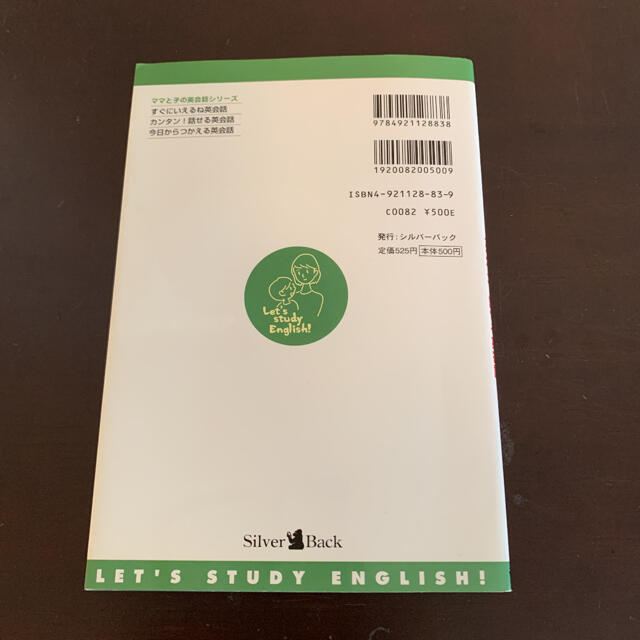 ママと子の英会話シリーズ
すぐにいえるね英会話
カンタン！話せる英会話
今日からつかえる英会話
9784921128838
1920082005009
ISBN4-921128-83-9
C0082 ¥500E
発行：シルバーバック
定価525円 本体500円
Let's
study
English!
Silver Back
LET'S STUDY ENGLISH!